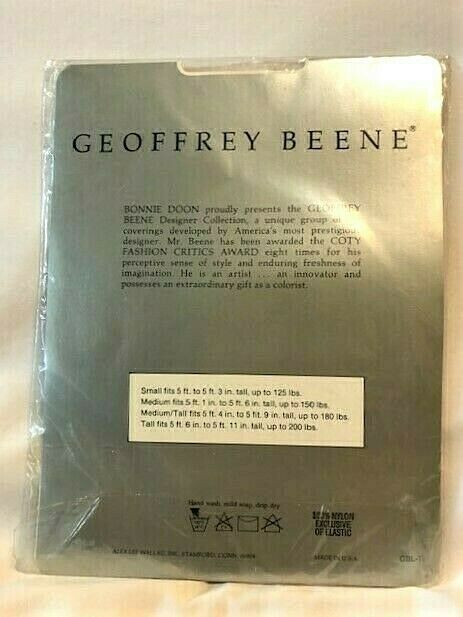 GEOFFREY BEENE®
BONNIE DOON proudly presents the GEOFFREY
BEENE Designer Collection, a unique group of
coverings designed by America's most prestigious
designer. Mr. Beene has been awarded the COTY
FASHION CRITICS AWARD eight times for his
perceptive sense of style and enduring freshness of
imagination. He is an artist ... an innovator and
possesses an extraordinary gift as a colorist.
Small fits 5 ft. to 5 ft. 3 in. tall, up to 125 lbs.
Medium fits 5 ft. 1 in. to 5 ft. 6 in. tall, up to 150 lbs.
Medium/Tall fits 5 ft. 4 in. to 5 fit. 9 in. tall, up to 180 lbs.
Tall fits 5 ft. 6 in. to 5 ft. 11 in. tall, up to 200 lbs.
Hand wash, mild soap, drip dry
100% NYLON
EXCLUSIVE
OF ELASTIC
STAMFORD, CONN.
MADE IN U.S.A.